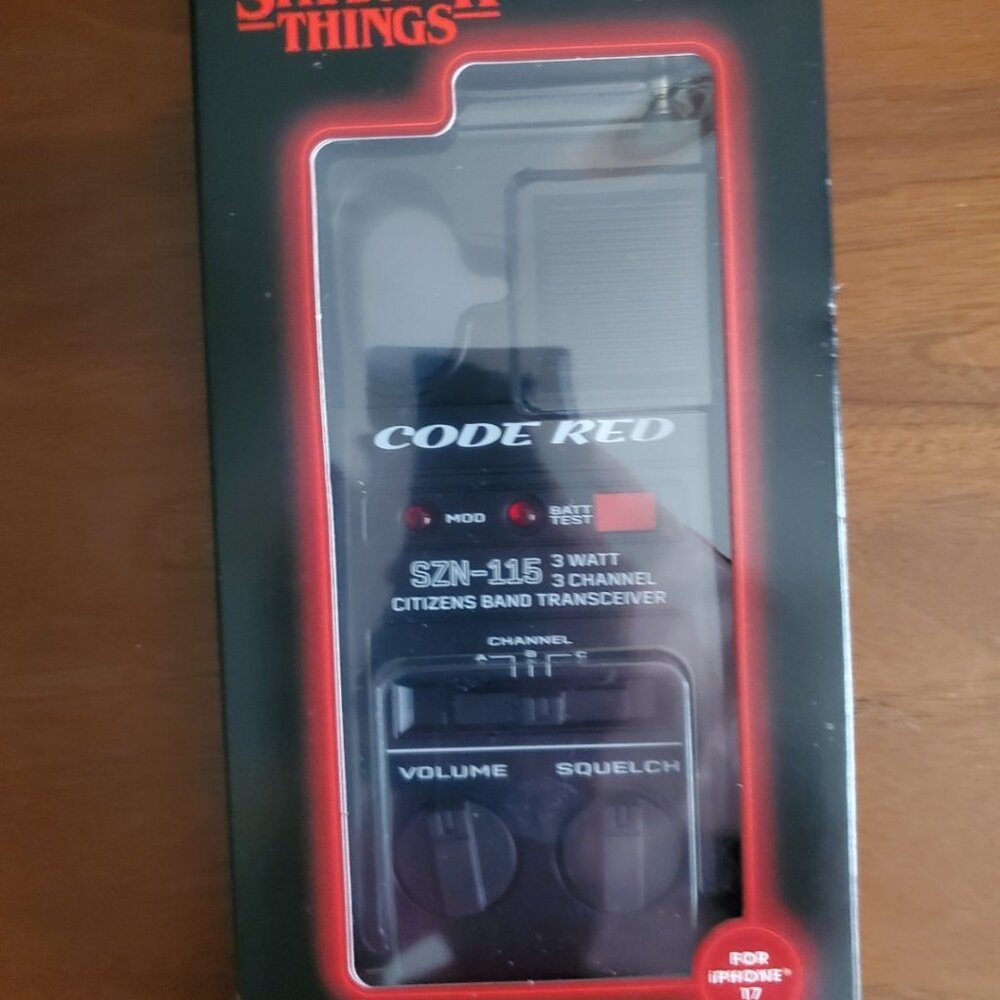 THINGS
CODE RED
MOD
BATT
TEST
SZN-115
3 WATT
3 CHANNEL
CITIZENS BAND TRANSCEIVER
CHANNEL
A B C
VOLUME SQUELCH
FOR
iPHONE®
17